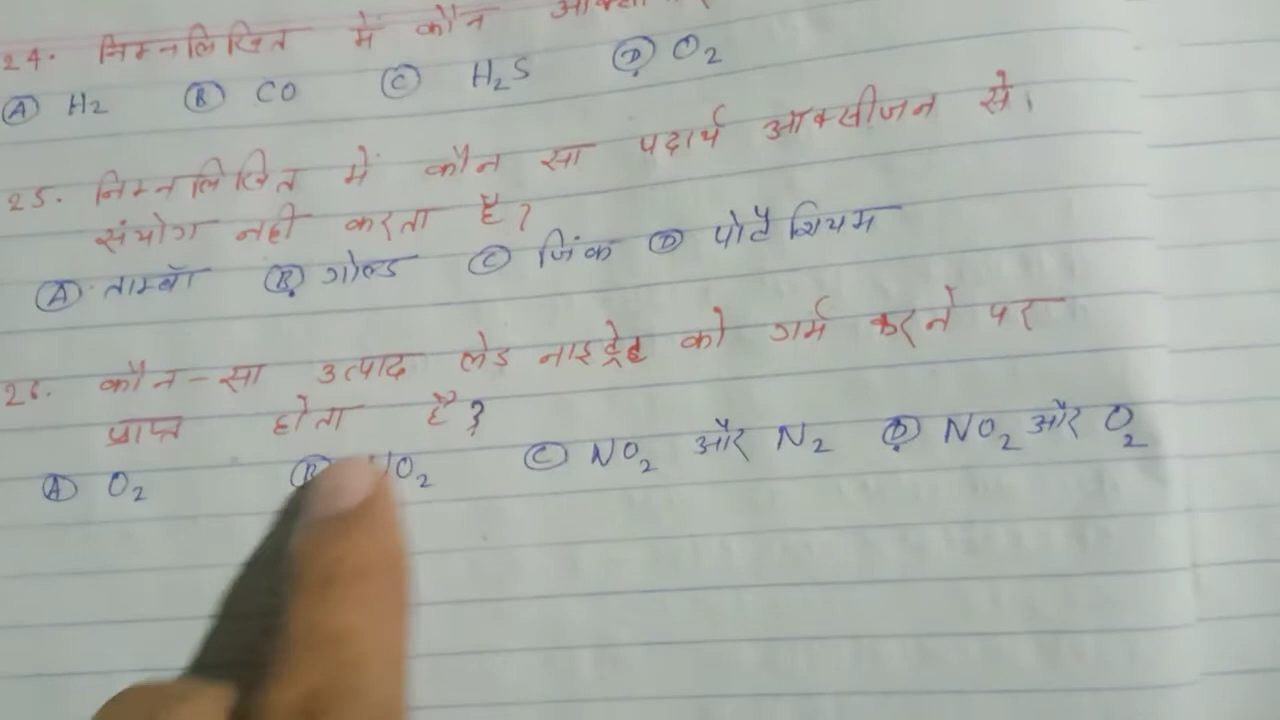 24. निम्नलिखित में कौन
Ⓐ H₂ Ⓑ CO Ⓒ H₂S Ⓓ O₂
25. निम्नलिखित में कौन सा पदार्थ आक्सीजन से।
संयोग नही करता है?
Ⓐ ताम्बॉ Ⓑ गोल्ड Ⓒ जिंक Ⓓ पोटैशियम
26. कौन-सा उत्पाद लेड नाइट्रेट को गर्म करने पर
प्राप्त होता है?
Ⓐ O₂ Ⓑ Ⓒ NO₂ और N₂ Ⓓ NO₂ और O₂